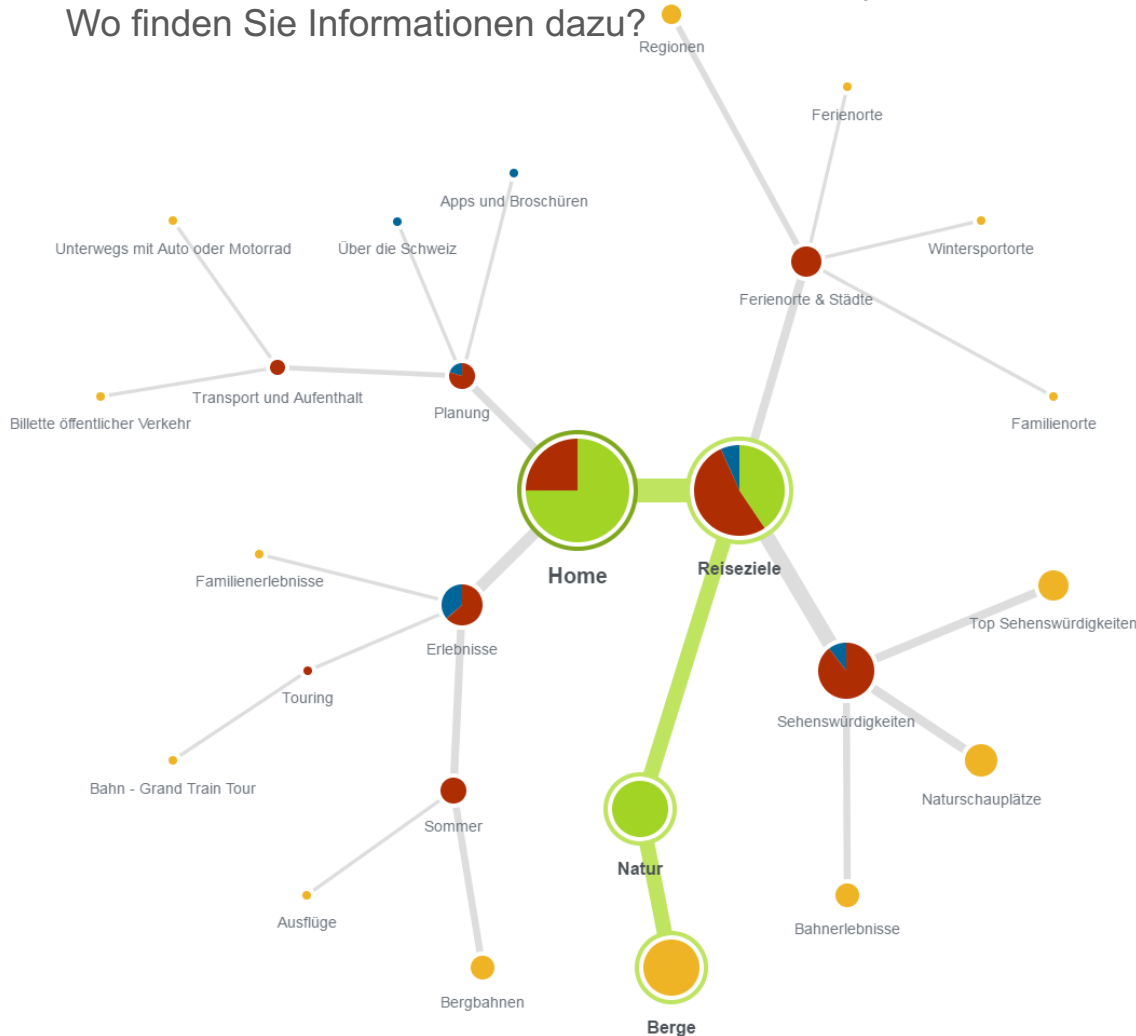 Wo finden Sie Informationen dazu?
Regionen
Ferienorte
Apps und Broschüren
Unterwegs mit Auto oder Motorrad
Über die Schweiz
Wintersportorte
Ferienorte & Städte
Transport und Aufenthalt
Planung
Billette öffentlicher Verkehr
Familienorte
Home
Reiseziele
Familienerlebnisse
Top Sehenswürdigkeiten
Erlebnisse
Touring
Sehenswürdigkeiten
Bahn - Grand Train Tour
Naturschauplätze
Sommer
Natur
Ausflüge
Bahnerlebnisse
Bergbahnen
Berge